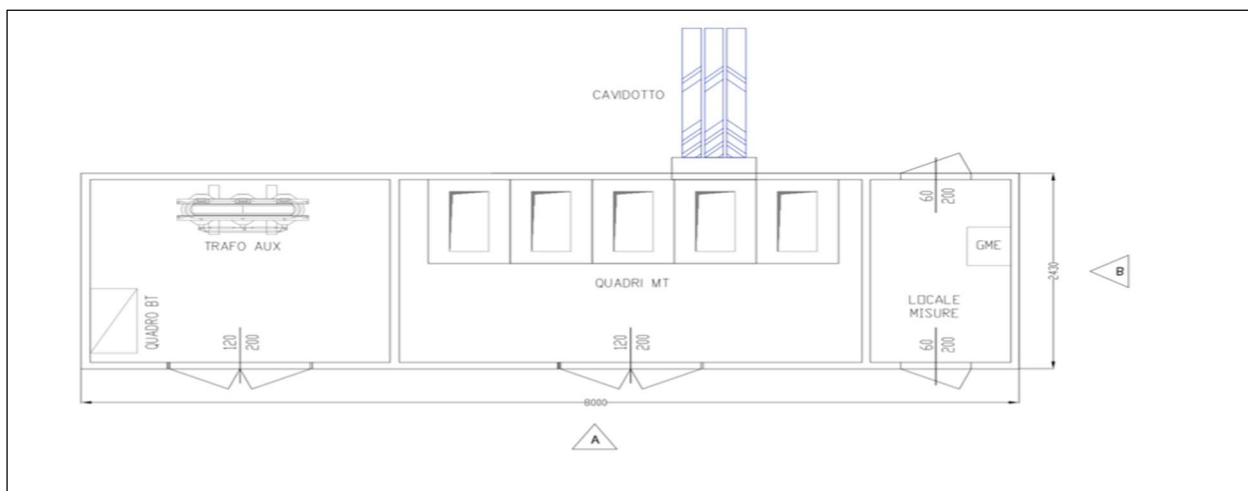 CAVIDOTTO
60
200
TRAFO AUX
GME
QUADRI MT
2430
B
QUADRO BT
LOCALE
MISURE
120
200
120
200
60
200
8000
A